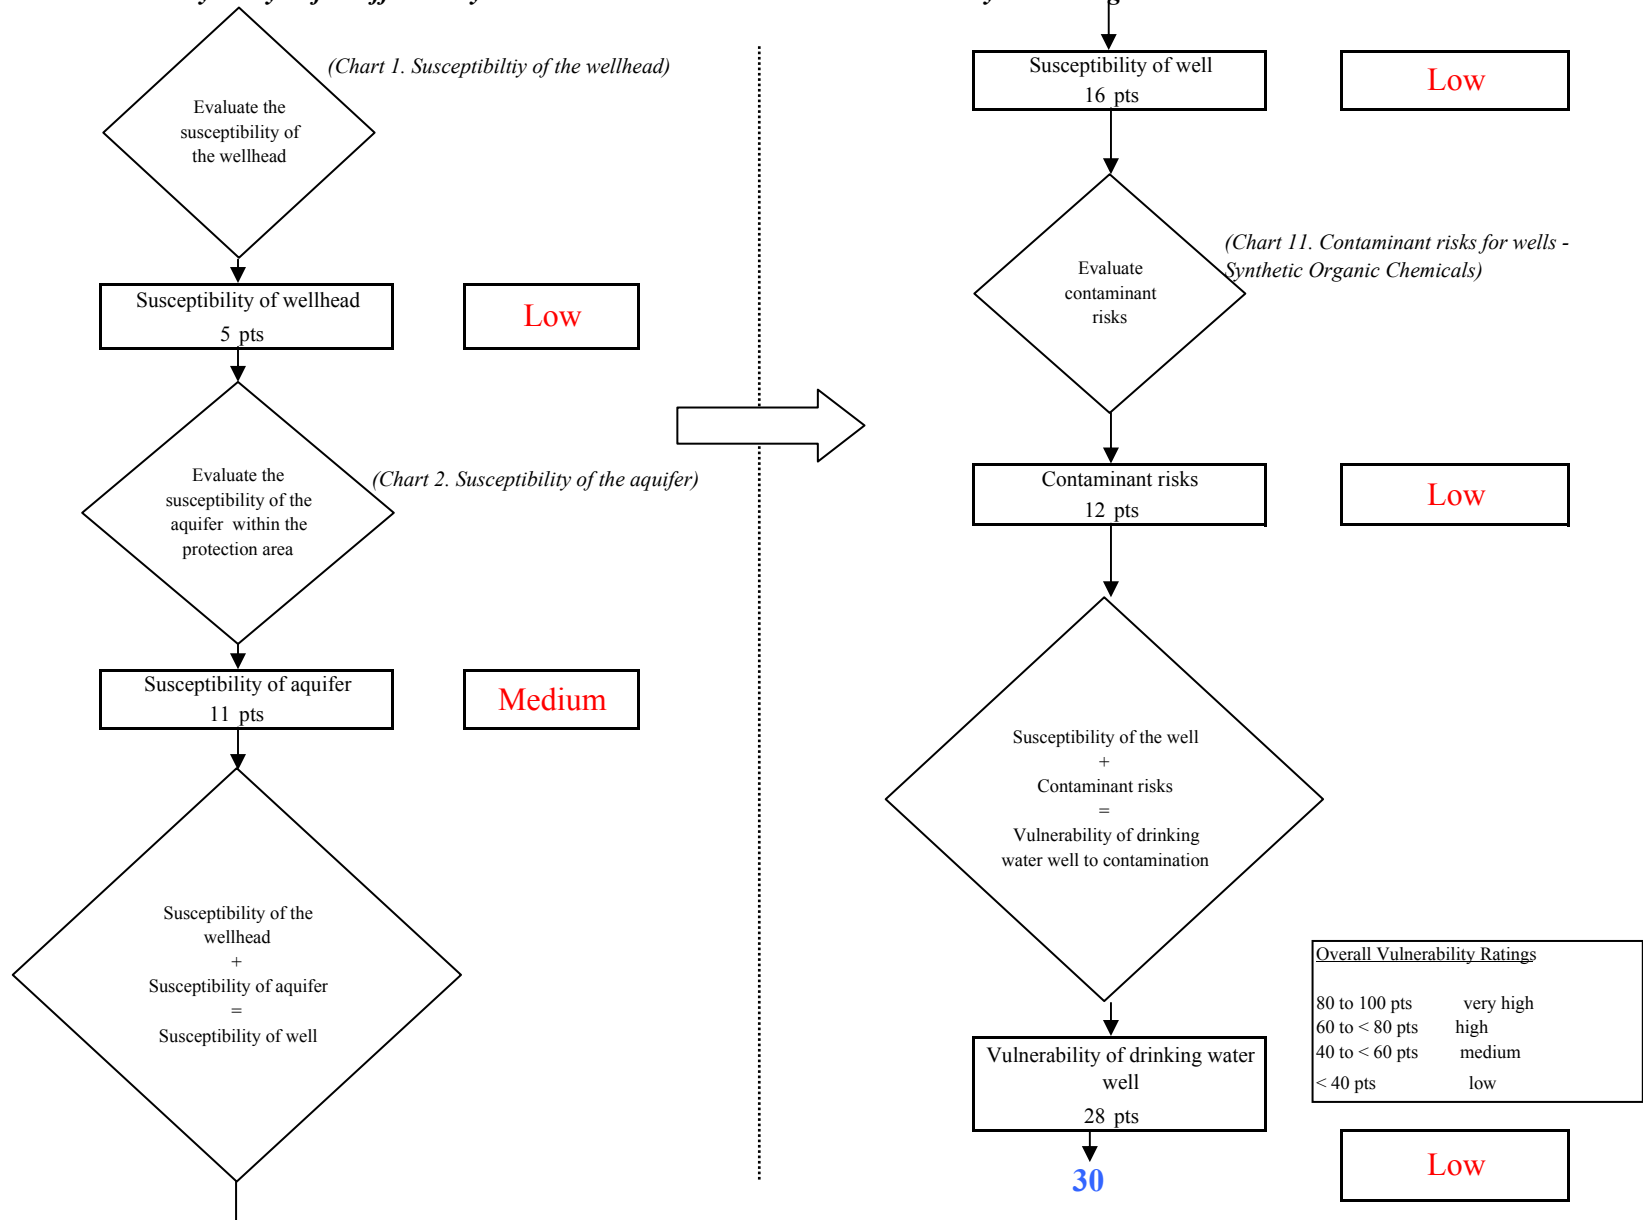 (Chart 1. Susceptibiltiy of the wellhead)
Evaluate the
susceptibility of
the wellhead
Susceptibility of wellhead
5 pts
Low
Evaluate the
susceptibility of the
aquifer within the
protection area
(Chart 2. Susceptibility of the aquifer)
Susceptibility of aquifer
11 pts
Medium
Susceptibility of the
wellhead
+
Susceptibility of aquifer
=
Susceptibility of well
Susceptibility of well
16 pts
Low
Evaluate
contaminant
risks
(Chart 11. Contaminant risks for wells -
Synthetic Organic Chemicals)
Contaminant risks
12 pts
Low
Susceptibility of the well
+
Contaminant risks
=
Vulnerability of drinking
water well to contamination
Overall Vulnerability Ratings
80 to 100 pts very high
60 to < 80 pts high
40 to < 60 pts medium
< 40 pts low
Vulnerability of drinking water
well
28 pts
30
Low